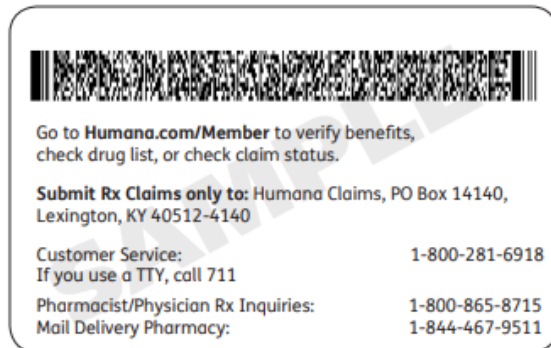 Go to Humana.com/Member to verify benefits,
check drug list, or check claim status.
Submit Rx Claims only to: Humana Claims, PO Box 14140,
Lexington, KY 40512-4140
Customer Service: 1-800-281-6918
If you use a TTY, call 711
Pharmacist/Physician Rx Inquiries: 1-800-865-8715
Mail Delivery Pharmacy: 1-844-467-9511
SAMPLE